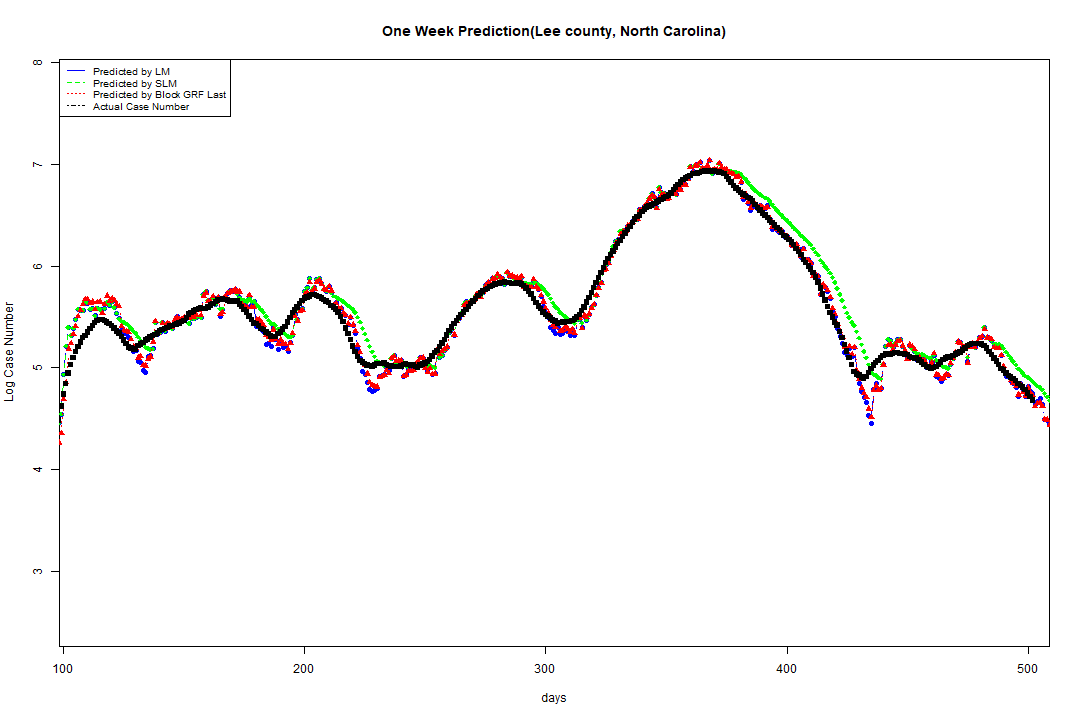 One Week Prediction(Lee county, North Carolina)
8
Predicted by LM
Predicted by SLM
Predicted by Block GRF Last
Actual Case Number
7
6
5
4
3
Log Case Number
100 200 300 400 500
days